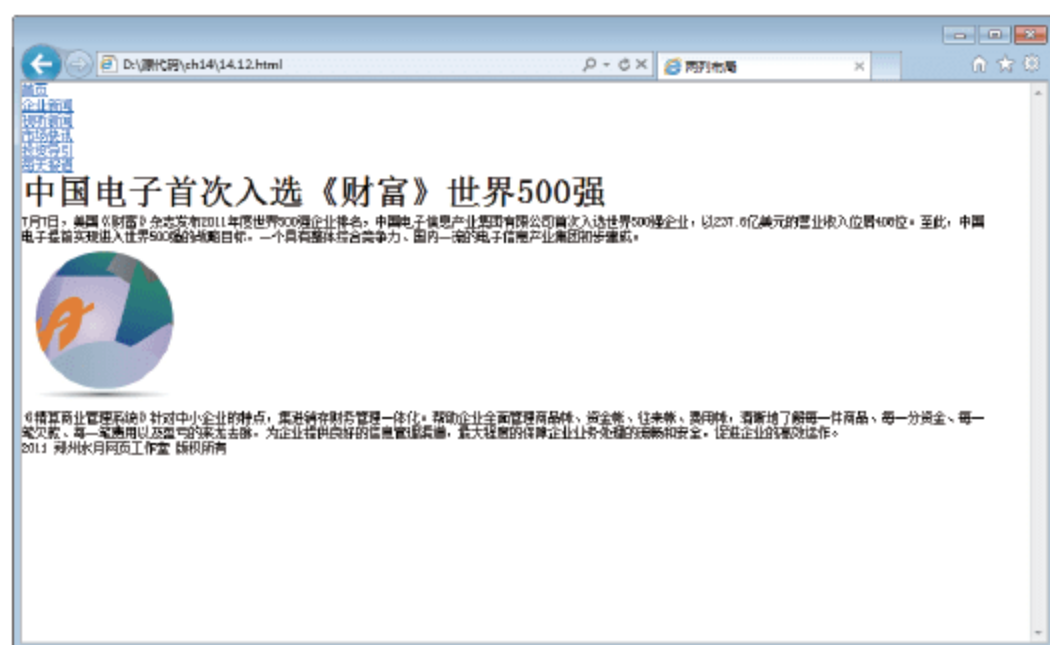 D:\源代码\ch14\14.12.html
两列布局
首页
企业新闻
视频新闻
市场快讯
投资导引
每天报道
中国电子首次入选《财富》世界500强
7月7日，美国《财富》杂志发布2011年度世界500强企业排名，中国电子信息产业集团有限公司首次入选世界500强企业，以237.6亿美元的营业收入位居408位。至此，中国
电子提前实现进入世界500强的战略目标。一个具有整体综合竞争力、国内一流的电子信息产业集团初步建成。
《精算商业管理系统》针对中小企业的特点，集进销存财务管理一体化。帮助企业全面管理商品帐、资金帐、往来帐、费用帐，清晰地了解每一件商品、每一分资金、每一
笔欠款、每一笔费用以及盈亏的来龙去脉。为企业提供良好的信息管理渠道，最大程度的保障企业业务处理的流畅和安全。促进企业的高效运作。
2011 郑州水月网页工作室 版权所有